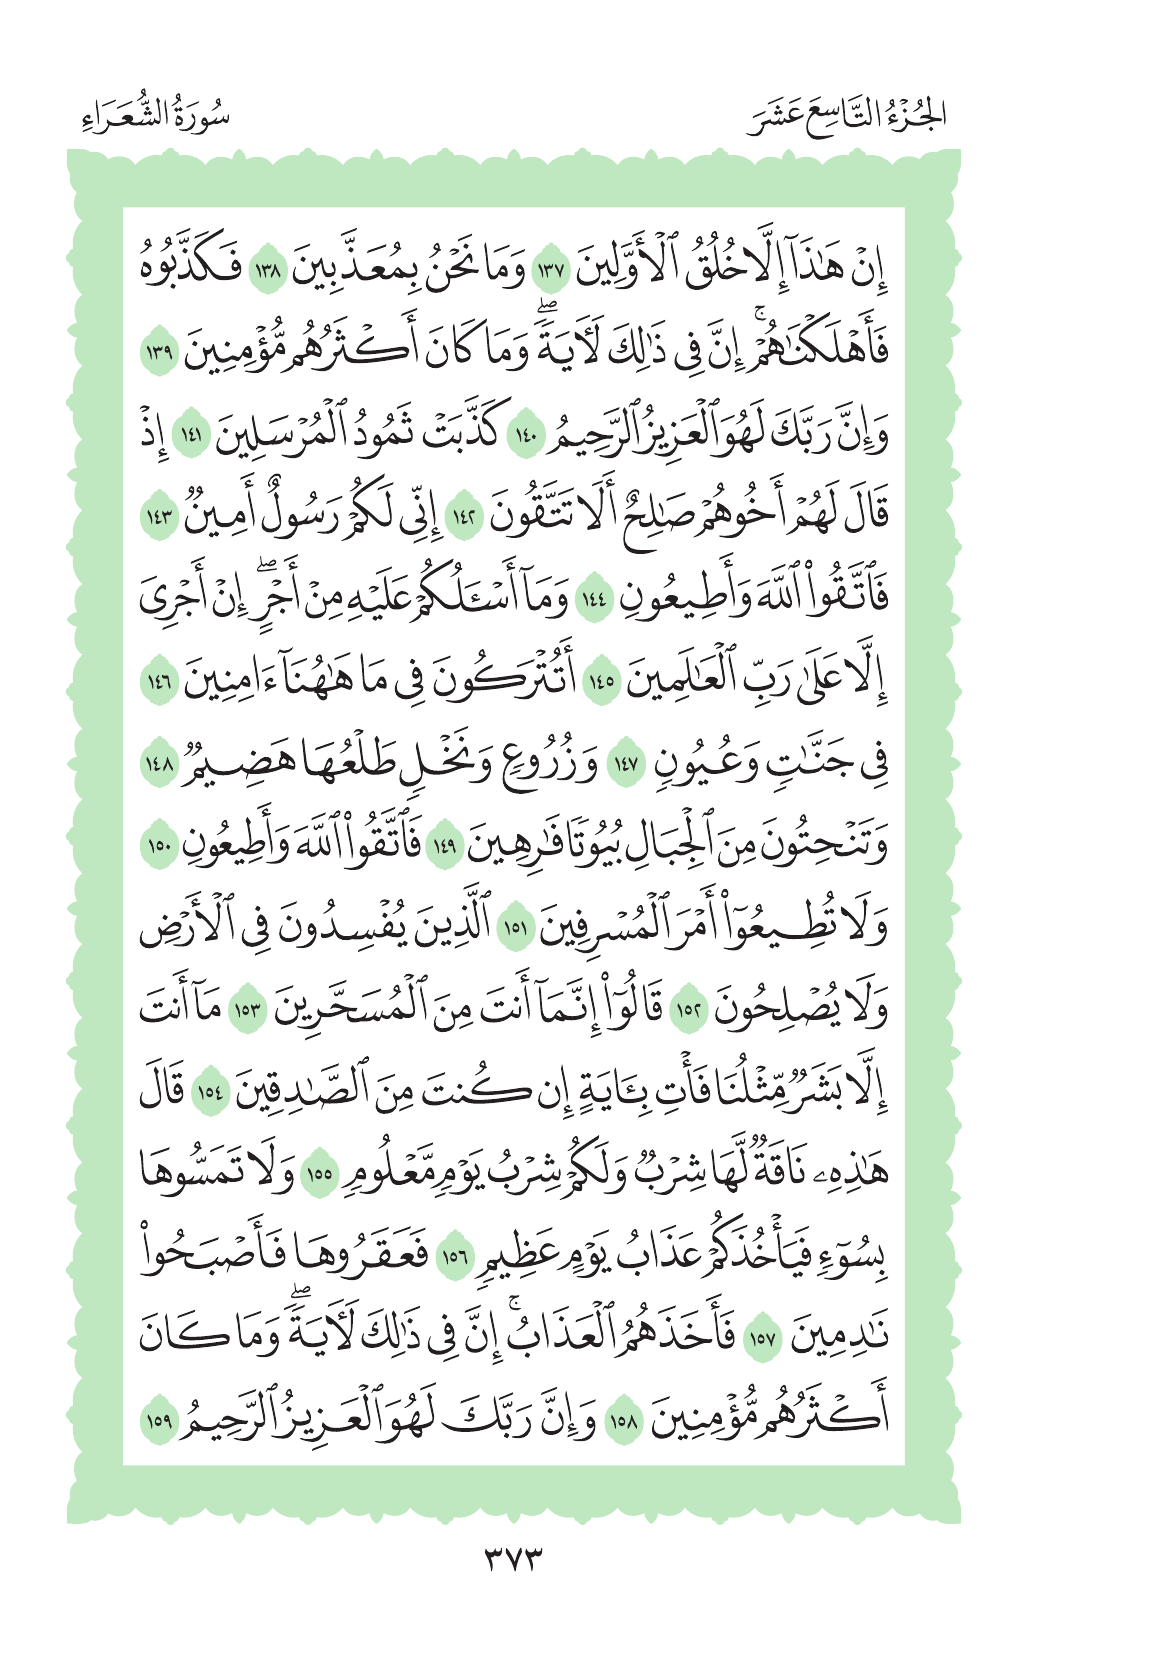 الجُزْءُ التَّاسِعَ عَشَرَ
سُورَةُ الشُّعَرَاءِ
إِنْ هَٰذَآ إِلَّا خُلُقُ ٱلْأَوَّلِينَ ١٣٧ وَمَا نَحْنُ بِمُعَذَّبِينَ ١٣٨ فَكَذَّبُوهُ
فَأَهْلَكْنَٰهُمْۚ إِنَّ فِى ذَٰلِكَ لَـَٔايَةًۖ وَمَا كَانَ أَكْثَرُهُم مُّؤْمِنِينَ ١٣٩
وَإِنَّ رَبَّكَ لَهُوَ ٱلْعَزِيزُ ٱلرَّحِيمُ ١٤٠ كَذَّبَتْ ثَمُودُ ٱلْمُرْسَلِينَ ١٤١ إِذْ
قَالَ لَهُمْ أَخُوهُمْ صَٰلِحٌ أَلَا تَتَّقُونَ ١٤٢ إِنِّى لَكُمْ رَسُولٌ أَمِينٌ ١٤٣
فَٱتَّقُوا۟ ٱللَّهَ وَأَطِيعُونِ ١٤٤ وَمَآ أَسْـَٔلُكُمْ عَلَيْهِ مِنْ أَجْرٍۖ إِنْ أَجْرِىَ
إِلَّا عَلَىٰ رَبِّ ٱلْعَٰلَمِينَ ١٤٥ أَتُتْرَكُونَ فِى مَا هَٰهُنَآ ءَامِنِينَ ١٤٦
فِى جَنَّٰتٍ وَعُيُونٍ ١٤٧ وَزُرُوعٍ وَنَخْلٍ طَلْعُهَا هَضِيمٌ ١٤٨
وَتَنْحِتُونَ مِنَ ٱلْجِبَالِ بُيُوتًا فَٰرِهِينَ ١٤٩ فَٱتَّقُوا۟ ٱللَّهَ وَأَطِيعُونِ ١٥٠
وَلَا تُطِيعُوٓا۟ أَمْرَ ٱلْمُسْرِفِينَ ١٥١ ٱلَّذِينَ يُفْسِدُونَ فِى ٱلْأَرْضِ
وَلَا يُصْلِحُونَ ١٥٢ قَالُوٓا۟ إِنَّمَآ أَنتَ مِنَ ٱلْمُسَحَّرِينَ ١٥٣ مَآ أَنتَ
إِلَّا بَشَرٌ مِّثْلُنَا فَأْتِ بِـَٔايَةٍ إِن كُنتَ مِنَ ٱلصَّٰدِقِينَ ١٥٤ قَالَ
هَٰذِهِۦ نَاقَةٌ لَّهَا شِرْبٌ وَلَكُمْ شِرْبُ يَوْمٍ مَّعْلُومٍ ١٥٥ وَلَا تَمَسُّوهَا
بِسُوٓءٍ فَيَأْخُذَكُمْ عَذَابُ يَوْمٍ عَظِيمٍ ١٥٦ فَعَقَرُوهَا فَأَصْبَحُوا۟
نَٰدِمِينَ ١٥٧ فَأَخَذَهُمُ ٱلْعَذَابُۚ إِنَّ فِى ذَٰلِكَ لَـَٔايَةًۖ وَمَا كَانَ
أَكْثَرُهُم مُّؤْمِنِينَ ١٥٨ وَإِنَّ رَبَّكَ لَهُوَ ٱلْعَزِيزُ ٱلرَّحِيمُ ١٥٩
٣٧٣